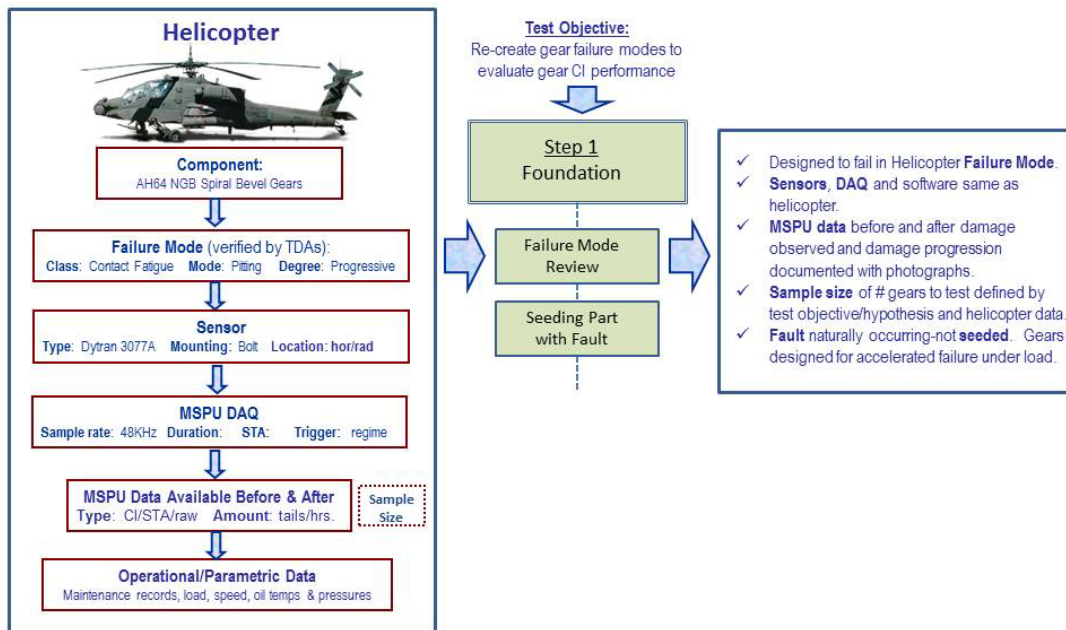 Helicopter
Component:
AH64 NGB Spiral Bevel Gears
Failure Mode (verified by TDAs):
Class: Contact Fatigue Mode: Pitting Degree: Progressive
Sensor
Type: Dytran 3077A Mounting: Bolt Location: hor/rad
MSPU DAQ
Sample rate: 48KHz Duration: STA: Trigger: regime
MSPU Data Available Before & After
Type: CI/STA/raw Amount: tails/hrs.
Sample
Size
Operational/Parametric Data
Maintenance records, load, speed, oil temps & pressures
Test Objective:
Re-create gear failure modes to
evaluate gear CI performance
Step 1
Foundation
Failure Mode
Review
Seeding Part
with Fault
✓ Designed to fail in Helicopter Failure Mode.
✓ Sensors, DAQ and software same as
helicopter.
✓ MSPU data before and after damage
observed and damage progression
documented with photographs.
✓ Sample size of # gears to test defined by
test objective/hypothesis and helicopter data.
✓ Fault naturally occurring-not seeded. Gears
designed for accelerated failure under load.